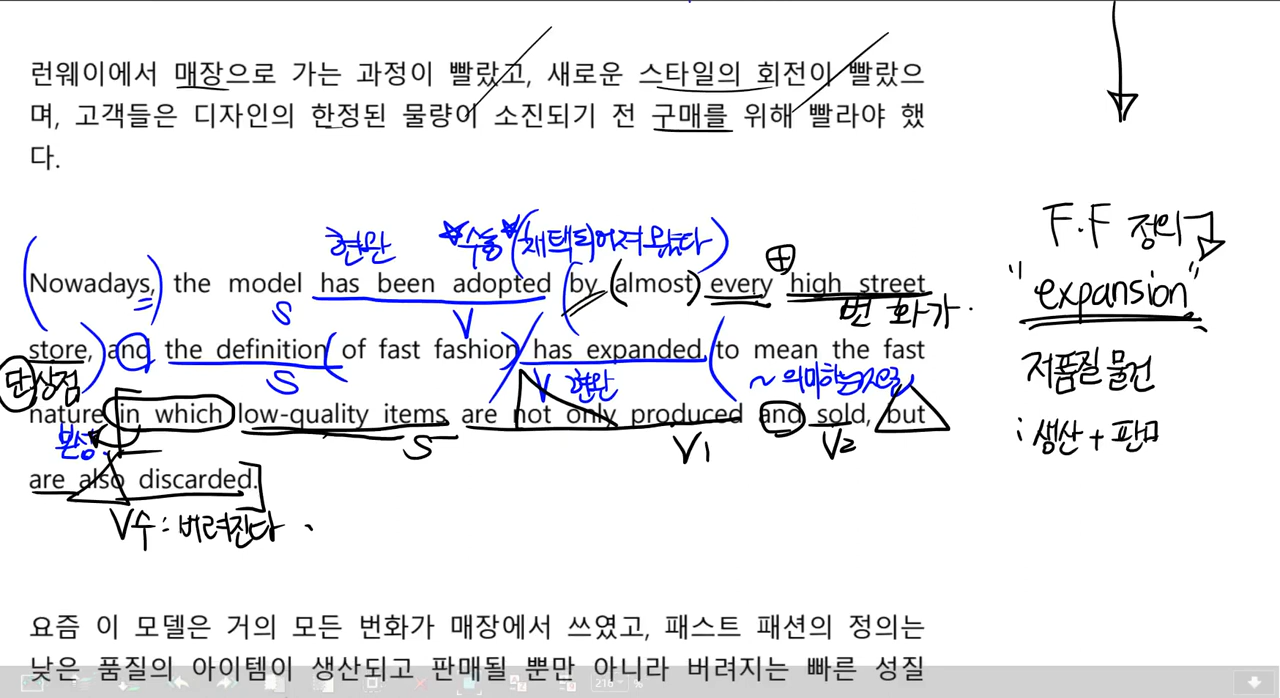 런웨이에서 매장으로 가는 과정이 빨랐고, 새로운 스타일의 회전이 빨랐으
며, 고객들은 디자인의 한정된 물량이 소진되기 전 구매를 위해 빨라야 했
다.
현완 수동 (채택되어져 왔다)
Nowadays, the model has been adopted by (almost) every high street
S V 번화가.
store, and the definition of fast fashion has expanded to mean the fast
단 상점 S V 현완 ~ 의미하는것으로
nature in which low-quality items are not only produced and sold, but
완성. S V1 V2
are also discarded.
V수 : 버려진다.
F.F 정의
"expansion"
저품질 물건
: 생산 + 판매
요즘 이 모델은 거의 모든 번화가 매장에서 쓰였고, 패스트 패션의 정의는
낮은 품질의 아이템이 생산되고 판매될 뿐만 아니라 버려지는 빠른 성질